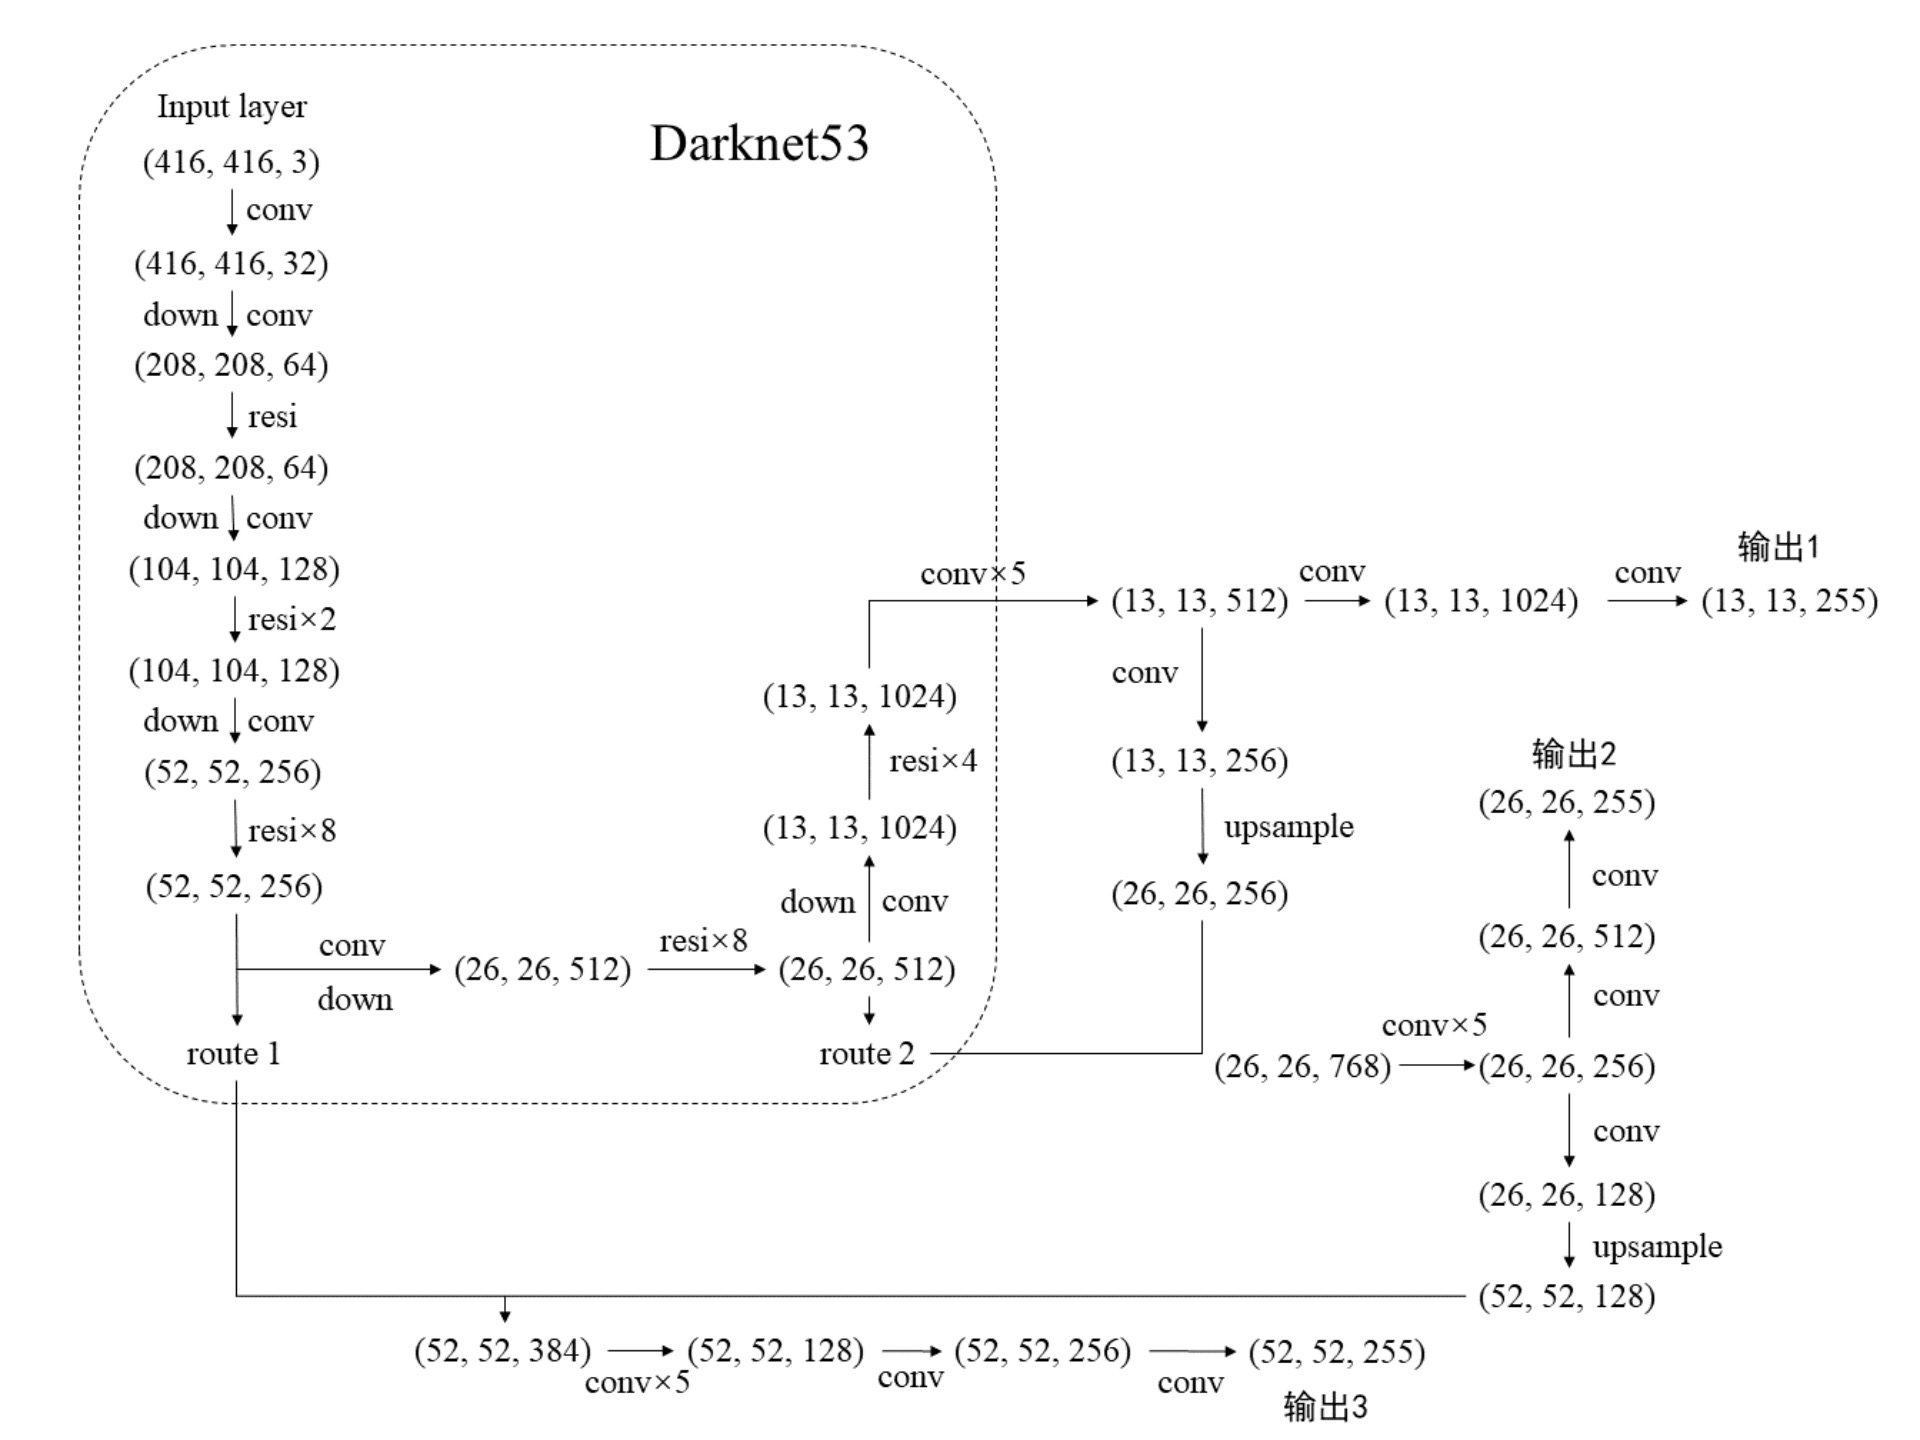 Input layer
Darknet53
(416, 416, 3)
conv
(416, 416, 32)
down conv
(208, 208, 64)
resi
(208, 208, 64)
down conv
(104, 104, 128)
resi×2
(104, 104, 128)
down conv
(52, 52, 256)
resi×8
(52, 52, 256)
conv
down
(26, 26, 512)
resi×8
(26, 26, 512)
route 1
route 2
down conv
(13, 13, 1024)
resi×4
(13, 13, 1024)
conv×5
(13, 13, 512)
conv
(13, 13, 1024)
conv
输出1
(13, 13, 255)
conv
(13, 13, 256)
upsample
(26, 26, 256)
(26, 26, 768)
conv×5
(26, 26, 256)
conv
(26, 26, 512)
conv
输出2
(26, 26, 255)
conv
(26, 26, 128)
upsample
(52, 52, 128)
(52, 52, 384)
conv×5
(52, 52, 128)
conv
(52, 52, 256)
conv
(52, 52, 255)
输出3